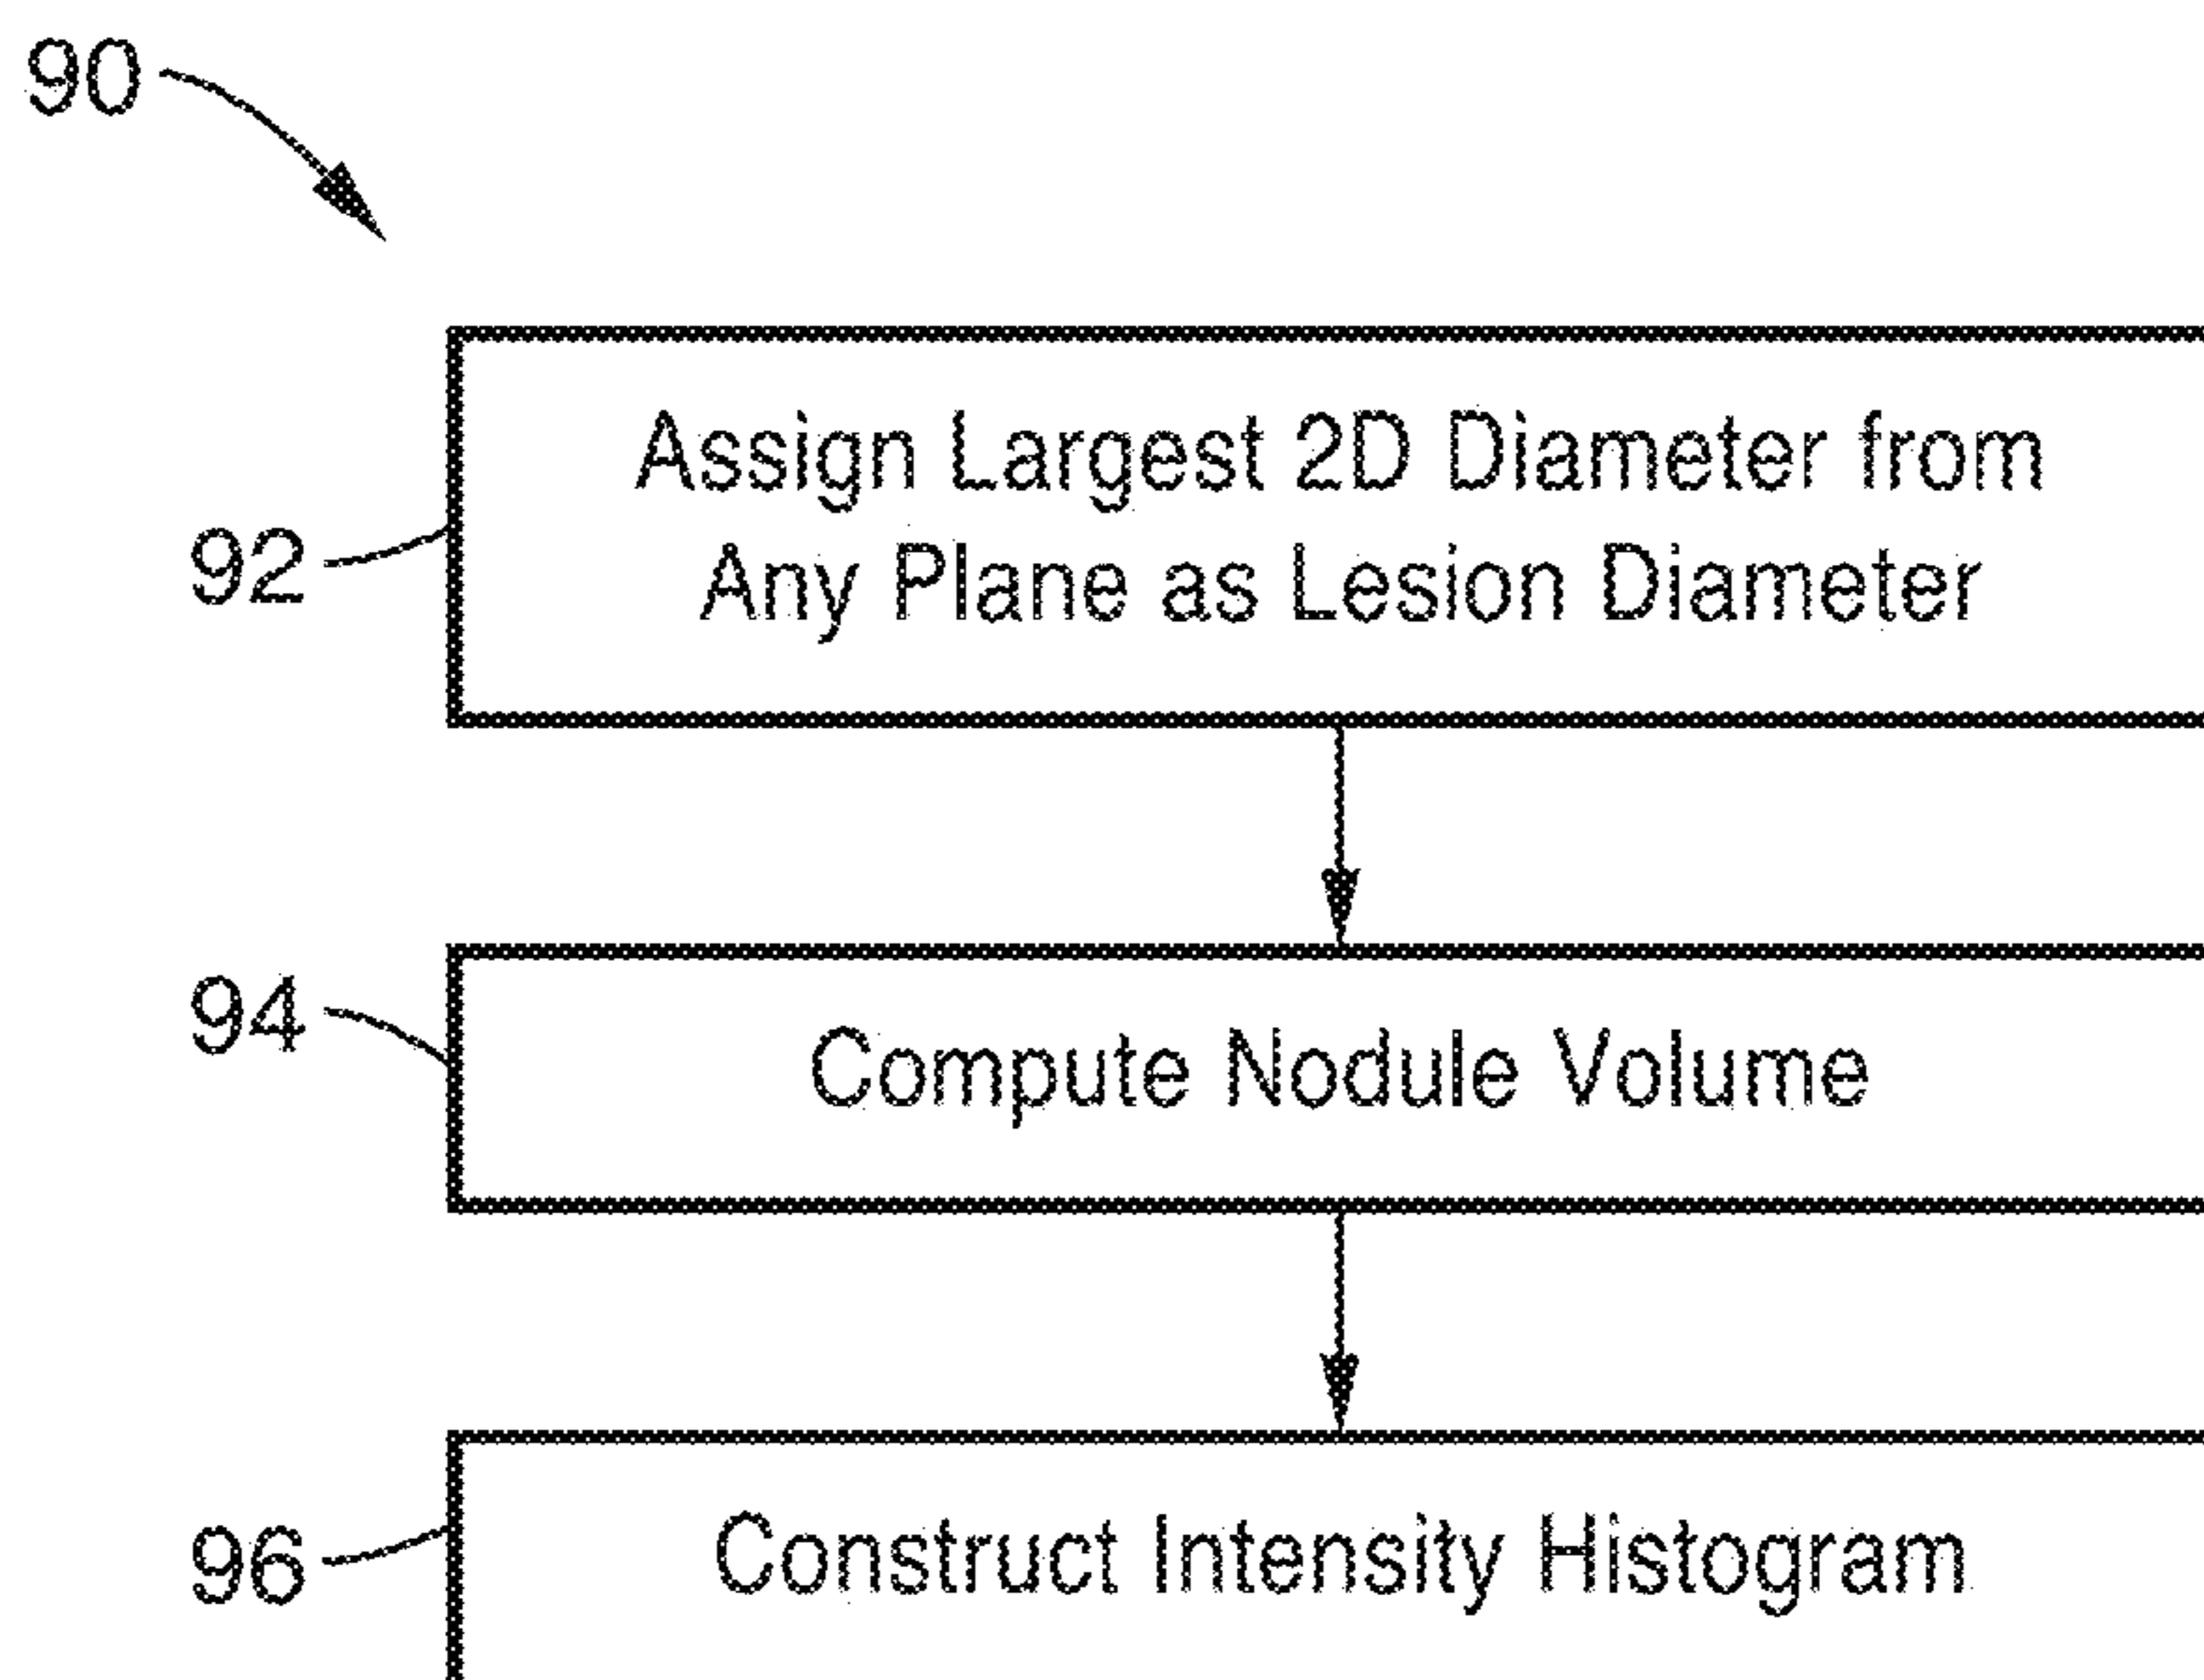 90
Assign Largest 2D Diameter from
92
Any Plane as Lesion Diameter
94
Compute Nodule Volume
96
Construct Intensity Histogram